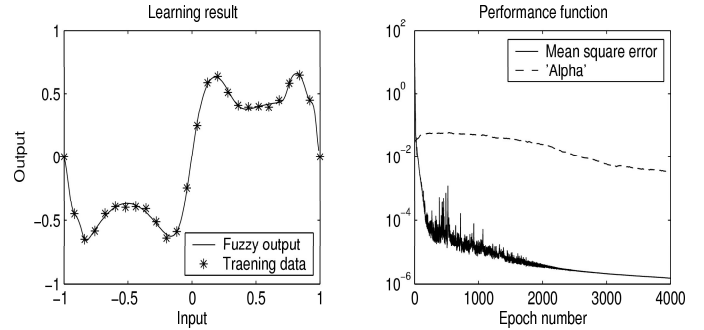 Learning result
1
0.5
0
−0.5
−1
−1
−0.5
0
0.5
1
Output
Input
Fuzzy output
Traening data
Performance function
10^2
10^0
10^−2
10^−4
10^−6
0
1000
2000
3000
4000
Epoch number
Mean square error
'Alpha'